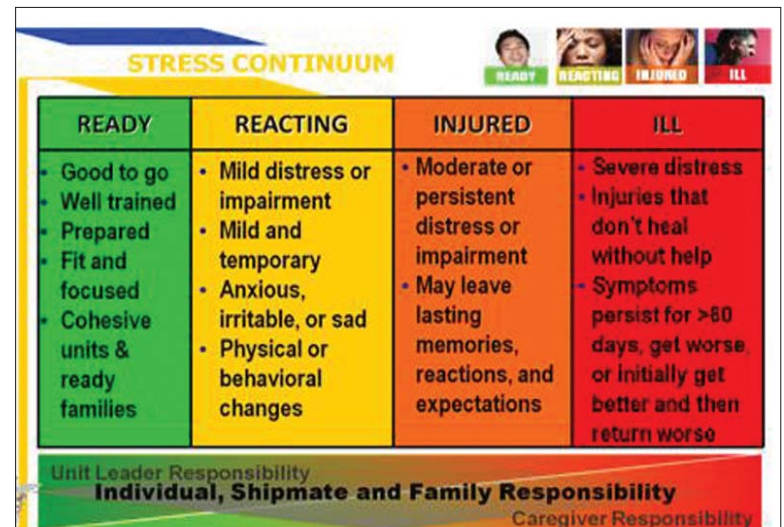 STRESS CONTINUUM
READY
REACTING
INJURED
ILL
READY
REACTING
INJURED
ILL
• Good to go
• Well trained
• Prepared
• Fit and
focused
• Cohesive
units &
ready
families
• Mild distress or
impairment
• Mild and
temporary
• Anxious,
irritable, or sad
• Physical or
behavioral
changes
• Moderate or
persistent
distress or
impairment
• May leave
lasting
memories,
reactions, and
expectations
• Severe distress
• Injuries that
don't heal
without help
• Symptoms
persist for >60
days, get worse,
or initially get
better and then
return worse
Unit Leader Responsibility
Individual, Shipmate and Family Responsibility
Caregiver Responsibility